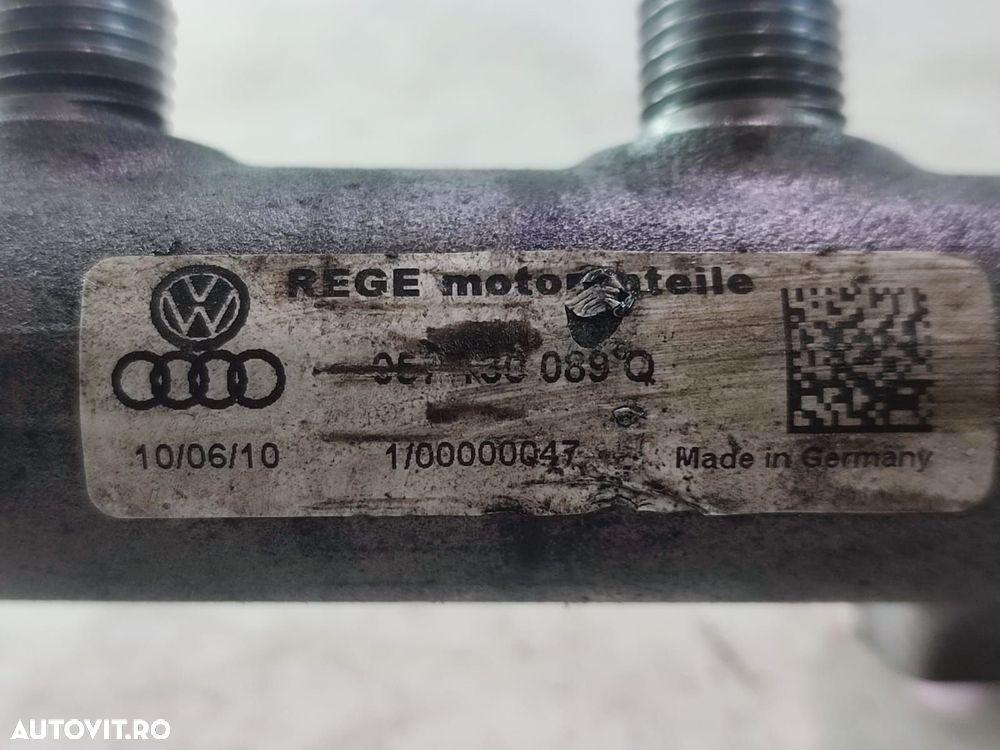 REGE
089 Q
10/06/10
1/00000047
Made in Germany
AUTOVIT.RO